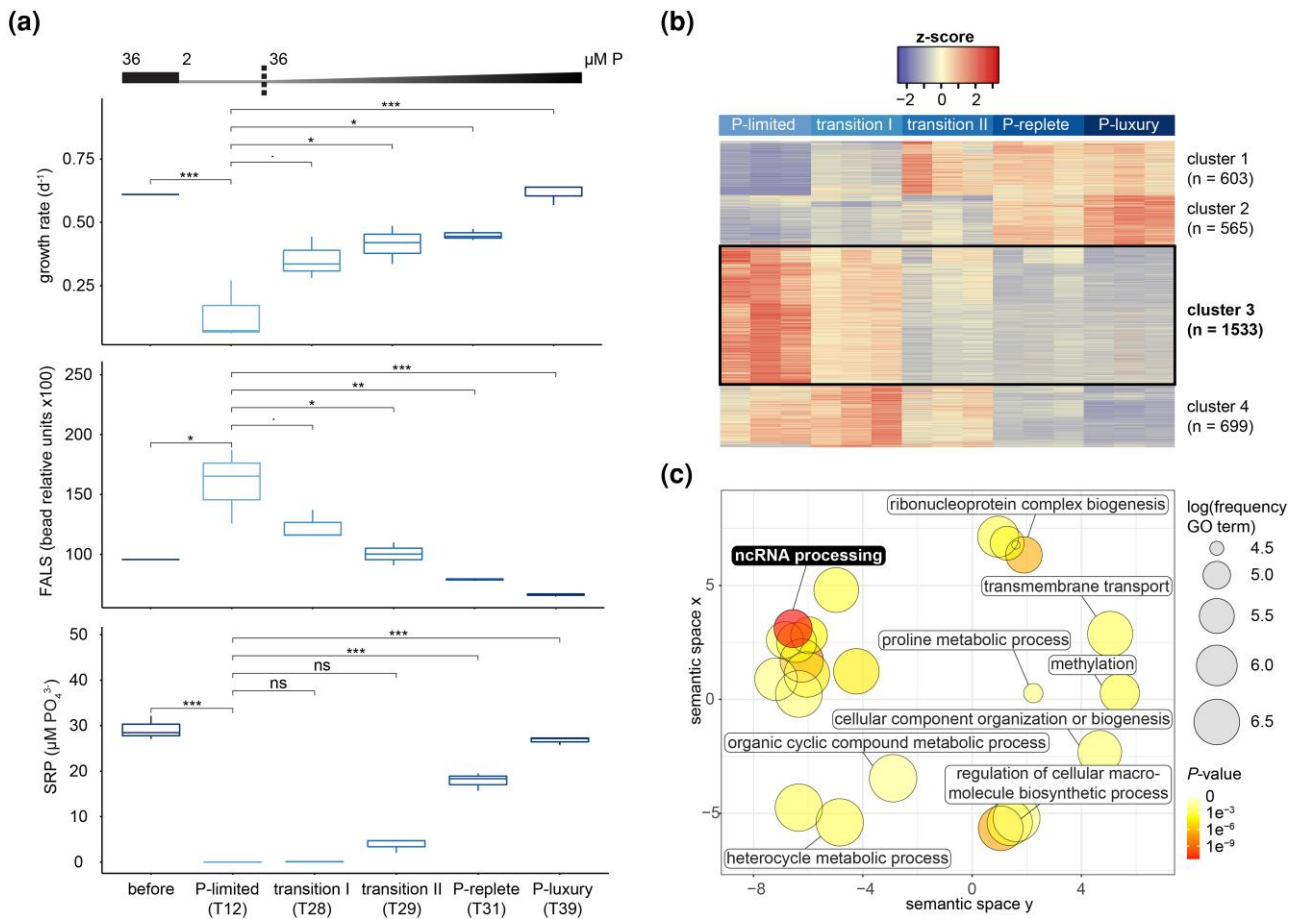 (a)
36
2
36
µM P
***
*
*
.
***
0.75
0.50
0.25
growth rate (d⁻¹)
***
**
*
.
*
250
200
150
100
FALS (bead relative units x100)
***
***
ns
ns
***
50
40
30
20
10
0
SRP (µM PO₄³⁻)
before
P-limited
(T12)
transition I
(T28)
transition II
(T29)
P-replete
(T31)
P-luxury
(T39)
(b)
z-score
−2 0 2
P-limited
transition I
transition II
P-replete
P-luxury
cluster 1
(n = 603)
cluster 2
(n = 565)
cluster 3
(n = 1533)
cluster 4
(n = 699)
(c)
ribonucleoprotein complex biogenesis
ncRNA processing
transmembrane transport
proline metabolic process
methylation
cellular component organization or biogenesis
organic cyclic compound metabolic process
regulation of cellular macro-
molecule biosynthetic process
heterocycle metabolic process
5
0
−5
semantic space x
−8 −4 0 4
semantic space y
log(frequency
GO term)
4.5
5.0
5.5
6.0
6.5
P-value
0
1e⁻³
1e⁻⁶
1e⁻⁹